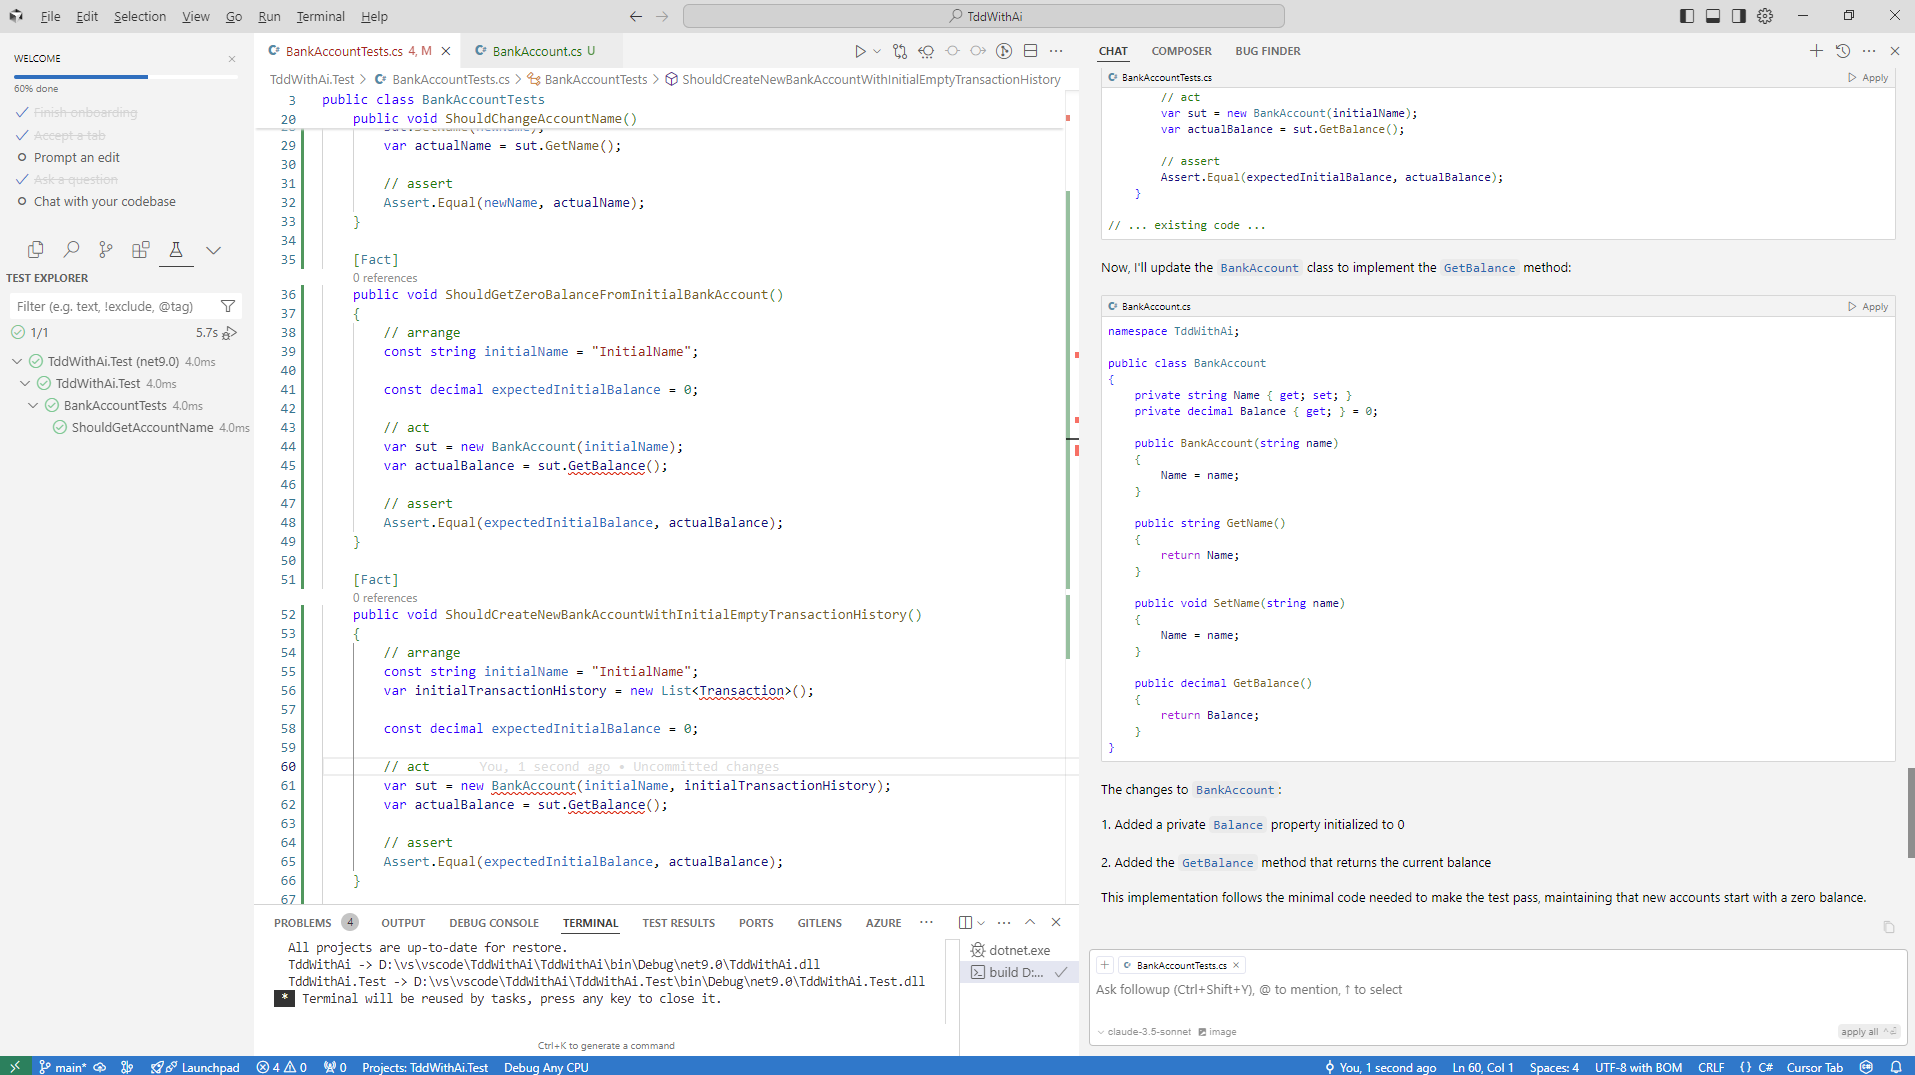 File Edit Selection View Go Run Terminal Help
TddWithAi
WELCOME
60% done
Finish onboarding
Accept a tab
Prompt an edit
Ask a question
Chat with your codebase
TEST EXPLORER
Filter (e.g. text, !exclude, @tag)
1/1 5.7s
TddWithAi.Test (net9.0) 4.0ms
TddWithAi.Test 4.0ms
BankAccountTests 4.0ms
ShouldGetAccountName 4.0ms
BankAccountTests.cs 4, M
BankAccount.cs U
TddWithAi.Test > BankAccountTests.cs > BankAccountTests > ShouldCreateNewBankAccountWithInitialEmptyTransactionHistory
3 public class BankAccountTests
20 public void ShouldChangeAccountName()
28 sut.SetName(newName);
29 var actualName = sut.GetName();
30
31 // assert
32 Assert.Equal(newName, actualName);
33 }
34
35 [Fact]
0 references
36 public void ShouldGetZeroBalanceFromInitialBankAccount()
37 {
38 // arrange
39 const string initialName = "InitialName";
40
41 const decimal expectedInitialBalance = 0;
42
43 // act
44 var sut = new BankAccount(initialName);
45 var actualBalance = sut.GetBalance();
46
47 // assert
48 Assert.Equal(expectedInitialBalance, actualBalance);
49 }
50
51 [Fact]
0 references
52 public void ShouldCreateNewBankAccountWithInitialEmptyTransactionHistory()
53 {
54 // arrange
55 const string initialName = "InitialName";
56 var initialTransactionHistory = new List<Transaction>();
57
58 const decimal expectedInitialBalance = 0;
59
60 // act You, 1 second ago • Uncommitted changes
61 var sut = new BankAccount(initialName, initialTransactionHistory);
62 var actualBalance = sut.GetBalance();
63
64 // assert
65 Assert.Equal(expectedInitialBalance, actualBalance);
66 }
67
PROBLEMS 4 OUTPUT DEBUG CONSOLE TERMINAL TEST RESULTS PORTS GITLENS AZURE
All projects are up-to-date for restore.
TddWithAi -> D:\vs\vscode\TddWithAi\TddWithAi\bin\Debug\net9.0\TddWithAi.dll
TddWithAi.Test -> D:\vs\vscode\TddWithAi\TddWithAi.Test\bin\Debug\net9.0\TddWithAi.Test.dll
* Terminal will be reused by tasks, press any key to close it.
Ctrl+K to generate a command
dotnet.exe
build D:...
CHAT COMPOSER BUG FINDER
BankAccountTests.cs Apply
// act
var sut = new BankAccount(initialName);
var actualBalance = sut.GetBalance();
// assert
Assert.Equal(expectedInitialBalance, actualBalance);
}
// ... existing code ...
Now, I'll update the BankAccount class to implement the GetBalance method:
BankAccount.cs Apply
namespace TddWithAi;
public class BankAccount
{
private string Name { get; set; }
private decimal Balance { get; } = 0;
public BankAccount(string name)
{
Name = name;
}
public string GetName()
{
return Name;
}
public void SetName(string name)
{
Name = name;
}
public decimal GetBalance()
{
return Balance;
}
}
The changes to BankAccount:
1. Added a private Balance property initialized to 0
2. Added the GetBalance method that returns the current balance
This implementation follows the minimal code needed to make the test pass, maintaining that new accounts start with a zero balance.
+ BankAccountTests.cs ×
Ask followup (Ctrl+Shift+Y), @ to mention, ↑ to select
claude-3.5-sonnet image
apply all
main* Launchpad 4 0 0 Projects: TddWithAi.Test Debug Any CPU
You, 1 second ago Ln 60, Col 1 Spaces: 4 UTF-8 with BOM CRLF {} C# Cursor Tab